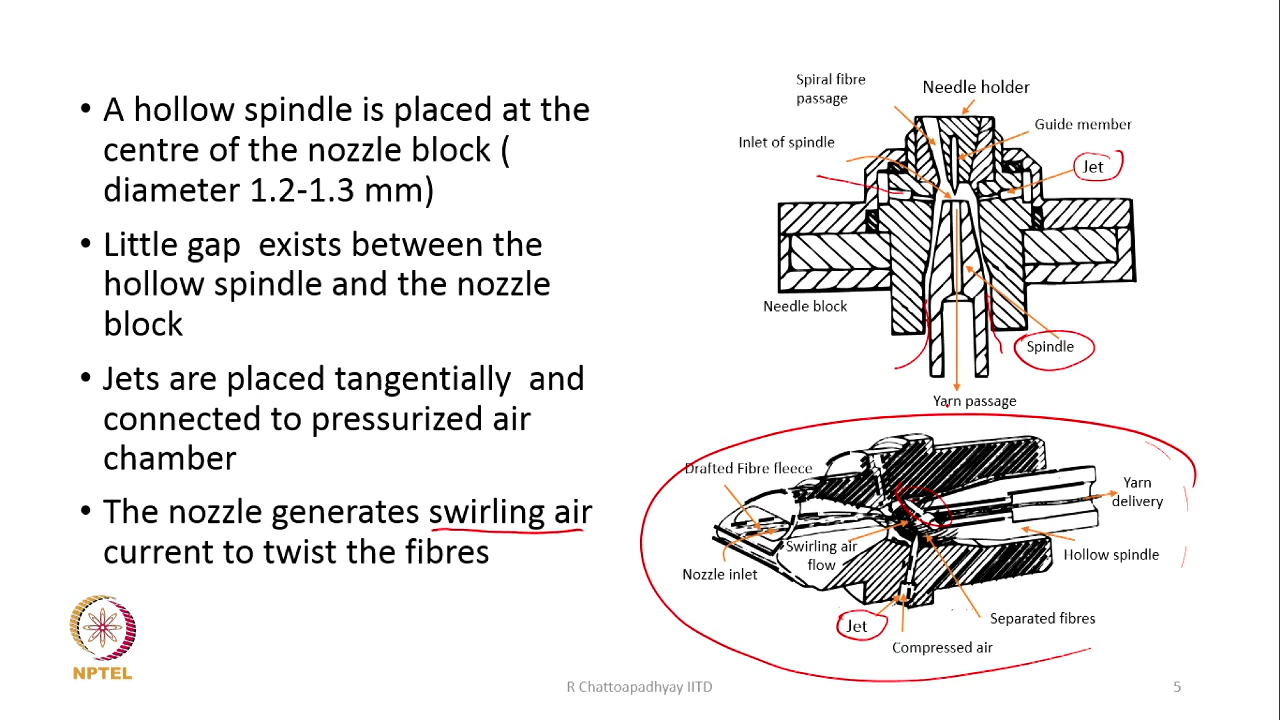 • A hollow spindle is placed at the
centre of the nozzle block (
diameter 1.2-1.3 mm)
• Little gap exists between the
hollow spindle and the nozzle
block
• Jets are placed tangentially and
connected to pressurized air
chamber
• The nozzle generates swirling air
current to twist the fibres
Spiral fibre
passage
Needle holder
Guide member
Inlet of spindle
Jet
Needle block
Spindle
Yarn passage
Drafted Fibre fleece
Yarn
delivery
Swirling air
flow
Hollow spindle
Nozzle inlet
Separated fibres
Jet
Compressed air
NPTEL
R Chattoapadhyay IITD
5